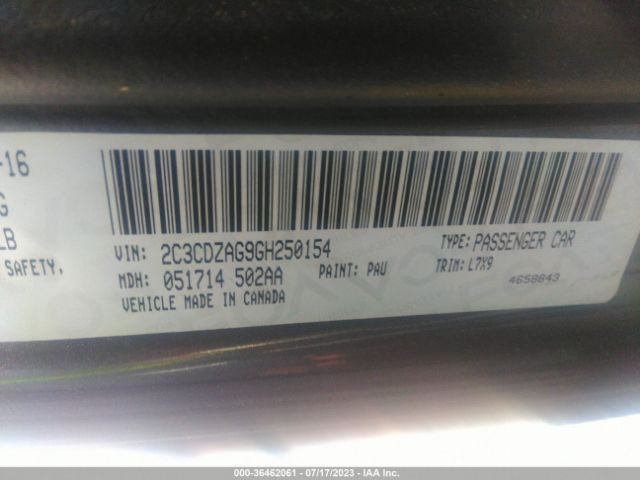 -16
G
LB
SAFETY,
VIN: 2C3CDZAG9GH250154
TYPE: PASSENGER CAR
MDH: 051714 502AA
PAINT: PAU
TRIM: L7X9
VEHICLE MADE IN CANADA
4658843
000-36462061 - 07/17/2023 - © IAA Inc.